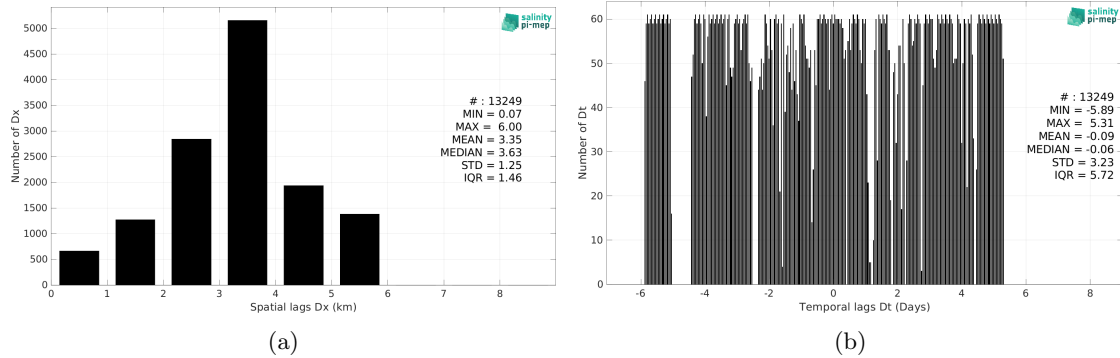 salinity
pi-mep
Number of Dx
5000
4500
4000
3500
3000
2500
2000
1500
1000
500
0
# : 13249
MIN = 0.07
MAX = 6.00
MEAN = 3.35
MEDIAN = 3.63
STD = 1.25
IQR = 1.46
0 1 2 3 4 5 6 7 8
Spatial lags Dx (km)
(a)
salinity
pi-mep
Number of Dt
60
50
40
30
20
10
0
# : 13249
MIN = -5.89
MAX = 5.31
MEAN = -0.09
MEDIAN = -0.06
STD = 3.23
IQR = 5.72
-6 -4 -2 0 2 4 6 8
Temporal lags Dt (Days)
(b)